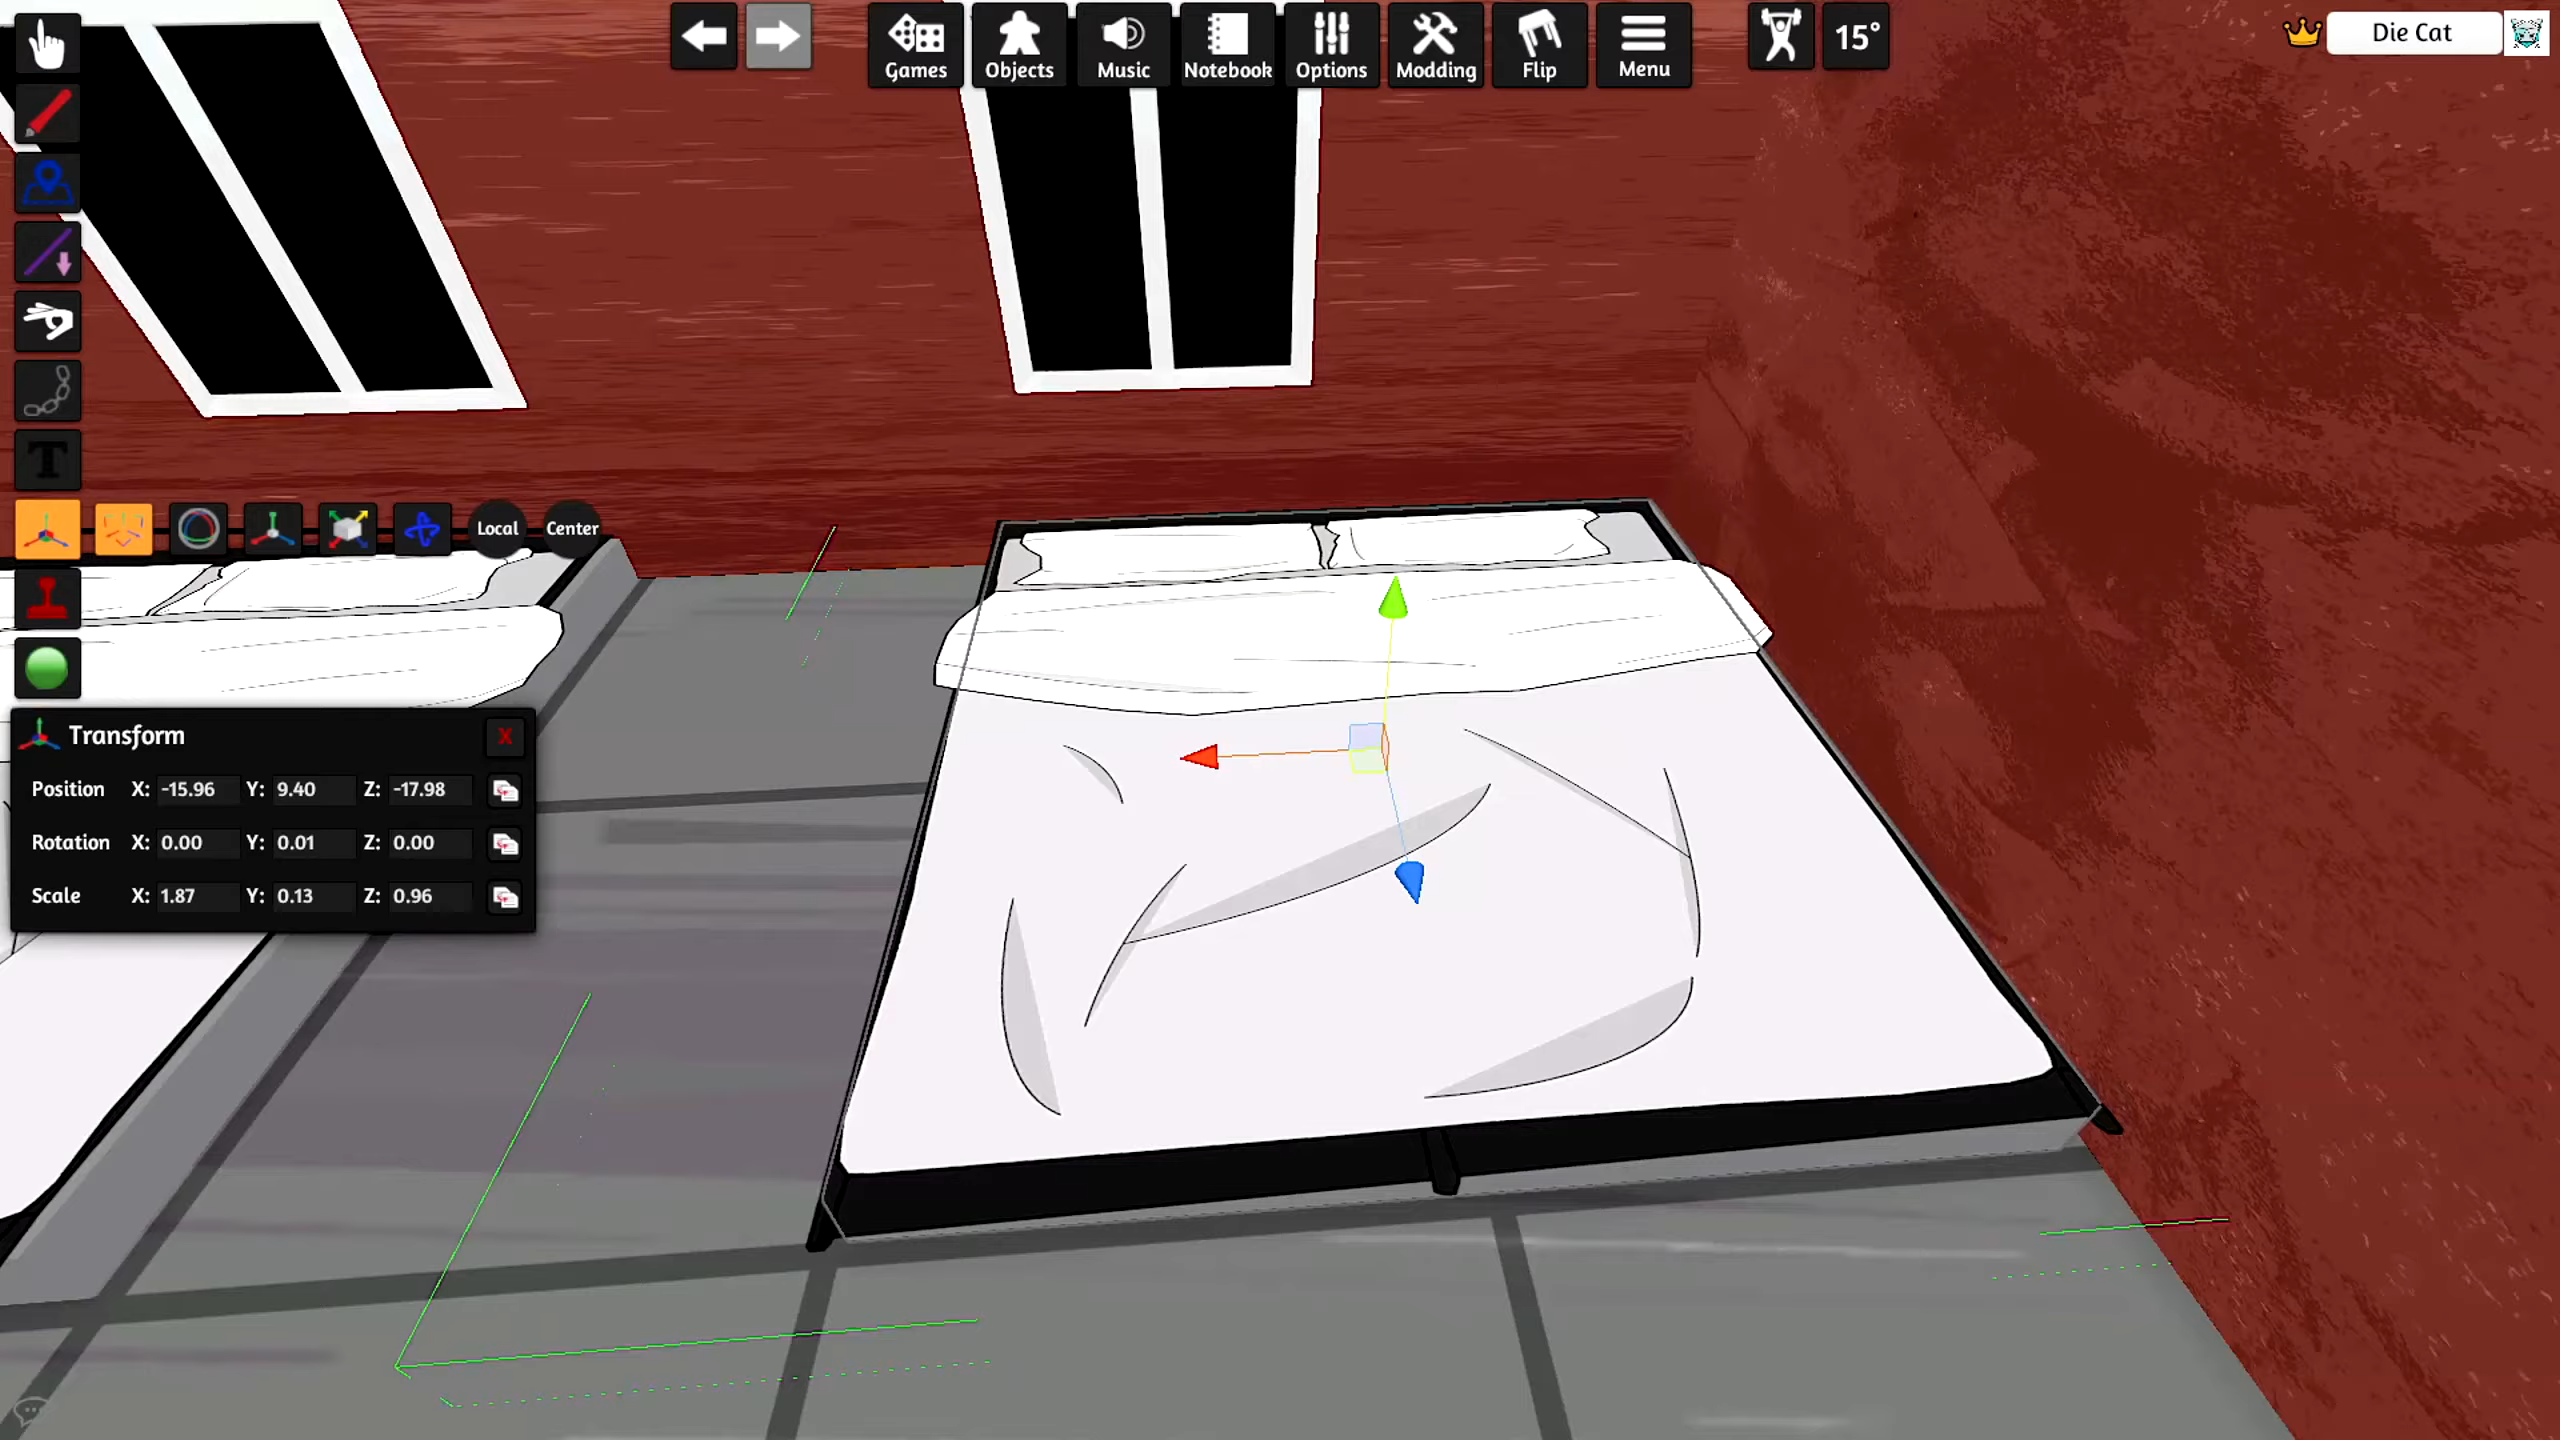 Games Objects Music Notebook Options Modding Flip Menu 15° Die Cat
T
Local Center
Transform X
Position X: -15.96 Y: 9.40 Z: -17.98
Rotation X: 0.00 Y: 0.01 Z: 0.00
Scale X: 1.87 Y: 0.13 Z: 0.96